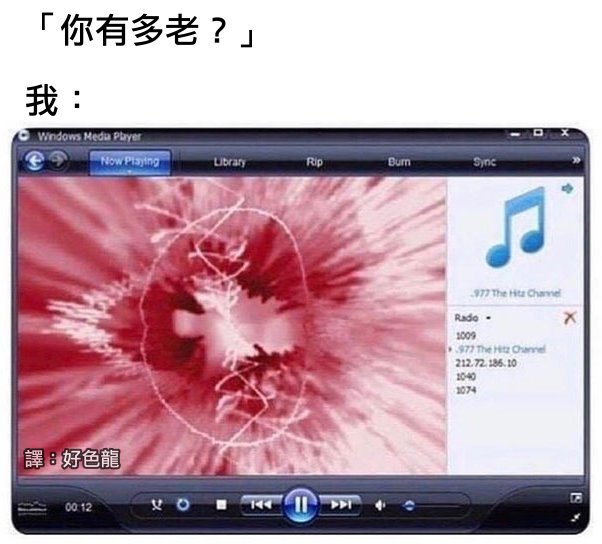 「你有多老？」
我：
Windows Media Player
Now Playing Library Rip Burn Sync »
.977 The Hitz Channel
Radio
1009
.977 The Hitz Channel
212.72.186.10
1040
1074
譯：好色龍
00:12